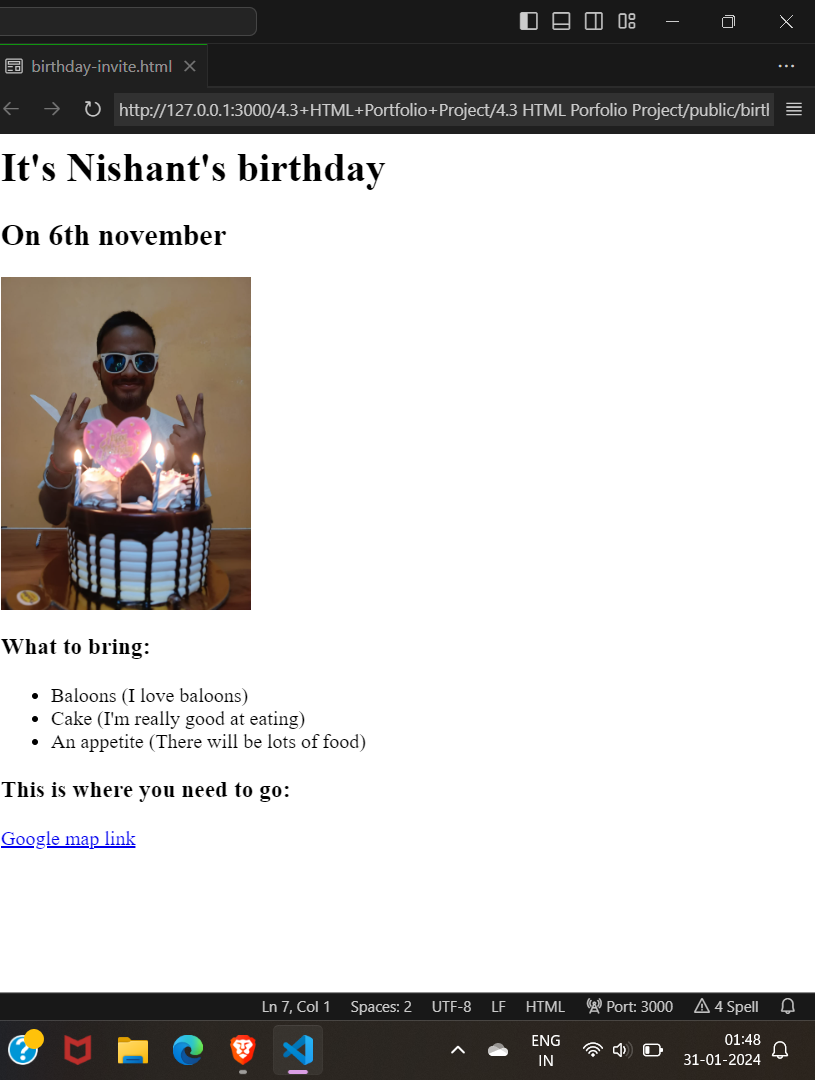 birthday-invite.html
http://127.0.0.1:3000/4.3+HTML+Portfolio+Project/4.3 HTML Porfolio Project/public/birtl
It's Nishant's birthday
On 6th november
What to bring:
Baloons (I love baloons)
Cake (I'm really good at eating)
An appetite (There will be lots of food)
This is where you need to go:
Google map link
Ln 7, Col 1 Spaces: 2 UTF-8 LF HTML Port: 3000 4 Spell
ENG 01:48
IN 31-01-2024